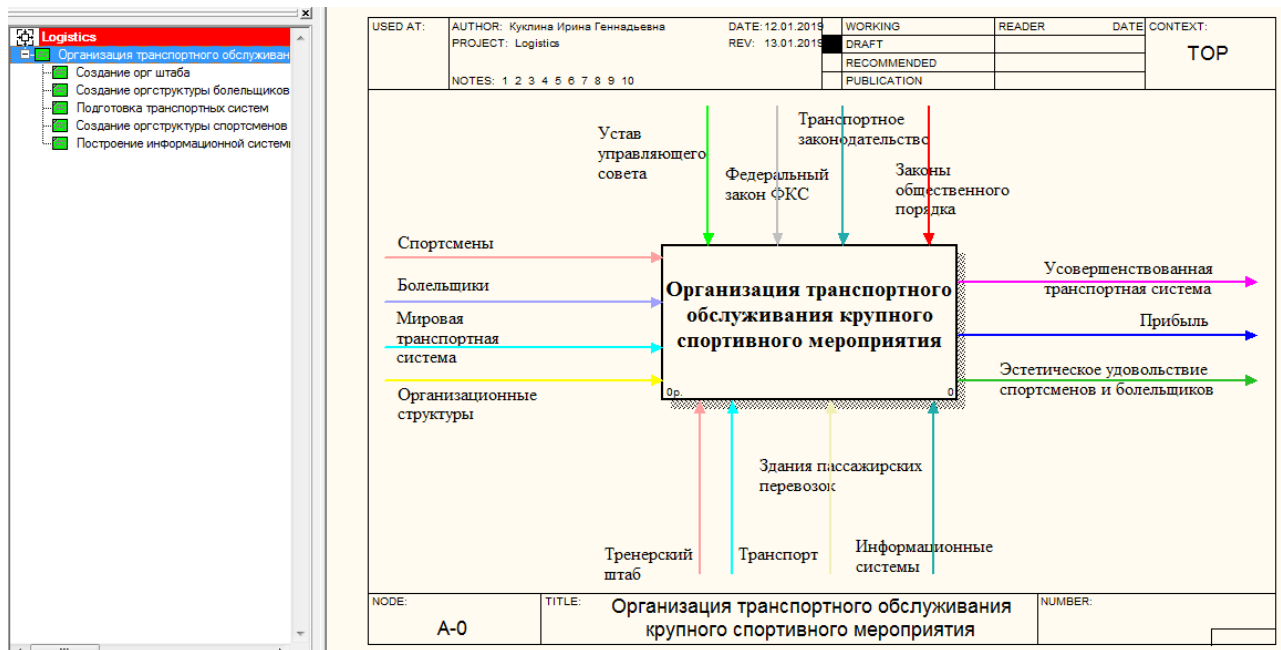 Logistics
Организация транспортного обслуживан
Создание орг штаба
Создание оргструктуры болельщиков
Подготовка транспортных систем
Создание оргструктуры спортсменов
Построение информационной систем
USED AT:
AUTHOR: Куклина Ирина Геннадьевна
DATE: 12.01.2019
PROJECT: Logistics
REV: 13.01.2019
NOTES: 1 2 3 4 5 6 7 8 9 10
WORKING
DRAFT
RECOMMENDED
PUBLICATION
READER
DATE
CONTEXT:
TOP
Устав
управляющего
совета
Федеральный
закон ФКС
Транспортное
законодательство
Законы
общественного
порядка
Спортсмены
Болельщики
Мировая
транспортная
система
Организационные
структуры
Организация транспортного
обслуживания крупного
спортивного мероприятия
0р.
0
Усовершенствованная
транспортная система
Прибыль
Эстетическое удовольствие
спортсменов и болельщиков
Здания пассажирских
перевозок
Тренерский
штаб
Транспорт
Информационные
системы
NODE:
A-0
TITLE:
Организация транспортного обслуживания
крупного спортивного мероприятия
NUMBER: